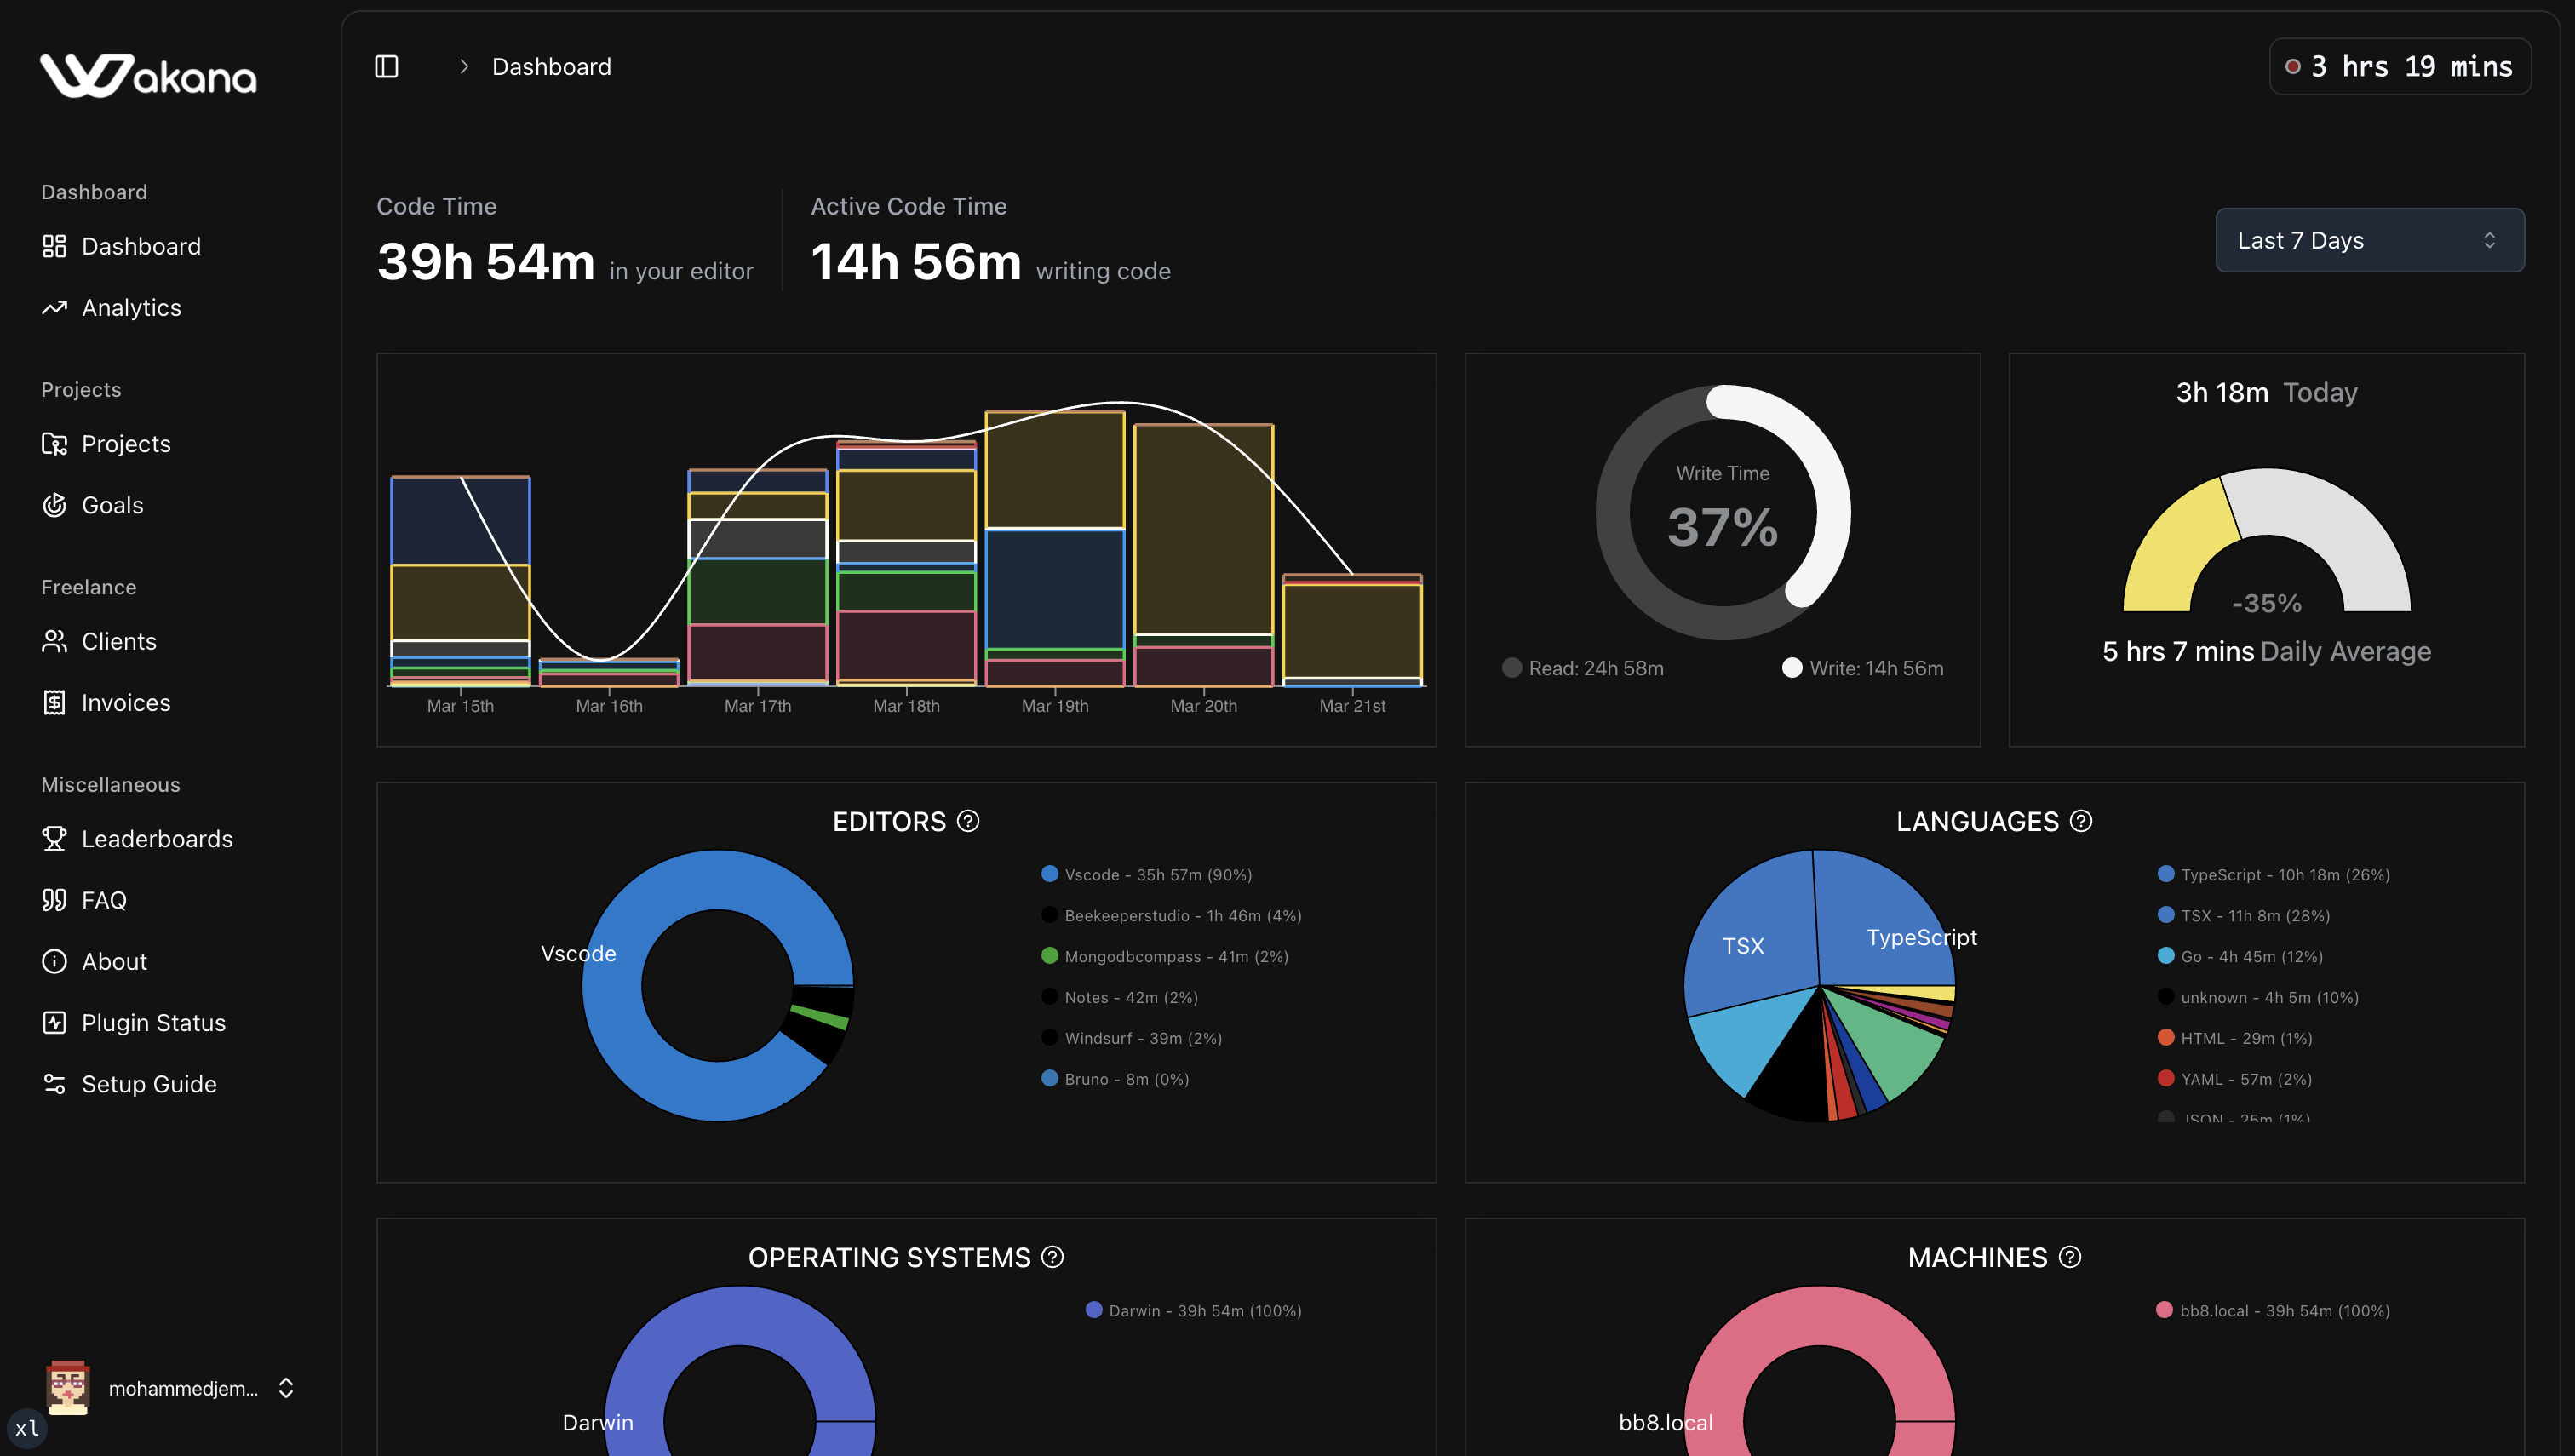 Wakana
Dashboard
Dashboard
Analytics
Projects
Projects
Goals
Freelance
Clients
Invoices
Miscellaneous
Leaderboards
FAQ
About
Plugin Status
Setup Guide
mohammedjem...
xl
Dashboard
3 hrs 19 mins
Code Time
39h 54m in your editor
Active Code Time
14h 56m writing code
Last 7 Days
Mar 15th
Mar 16th
Mar 17th
Mar 18th
Mar 19th
Mar 20th
Mar 21st
Write Time
37%
Read: 24h 58m
Write: 14h 56m
3h 18m Today
-35%
5 hrs 7 mins Daily Average
EDITORS
Vscode
Vscode - 35h 57m (90%)
Beekeeperstudio - 1h 46m (4%)
Mongodbcompass - 41m (2%)
Notes - 42m (2%)
Windsurf - 39m (2%)
Bruno - 8m (0%)
LANGUAGES
TSX
TypeScript
TypeScript - 10h 18m (26%)
TSX - 11h 8m (28%)
Go - 4h 45m (12%)
unknown - 4h 5m (10%)
HTML - 29m (1%)
YAML - 57m (2%)
JSON - 25m (1%)
OPERATING SYSTEMS
Darwin
Darwin - 39h 54m (100%)
MACHINES
bb8.local
bb8.local - 39h 54m (100%)